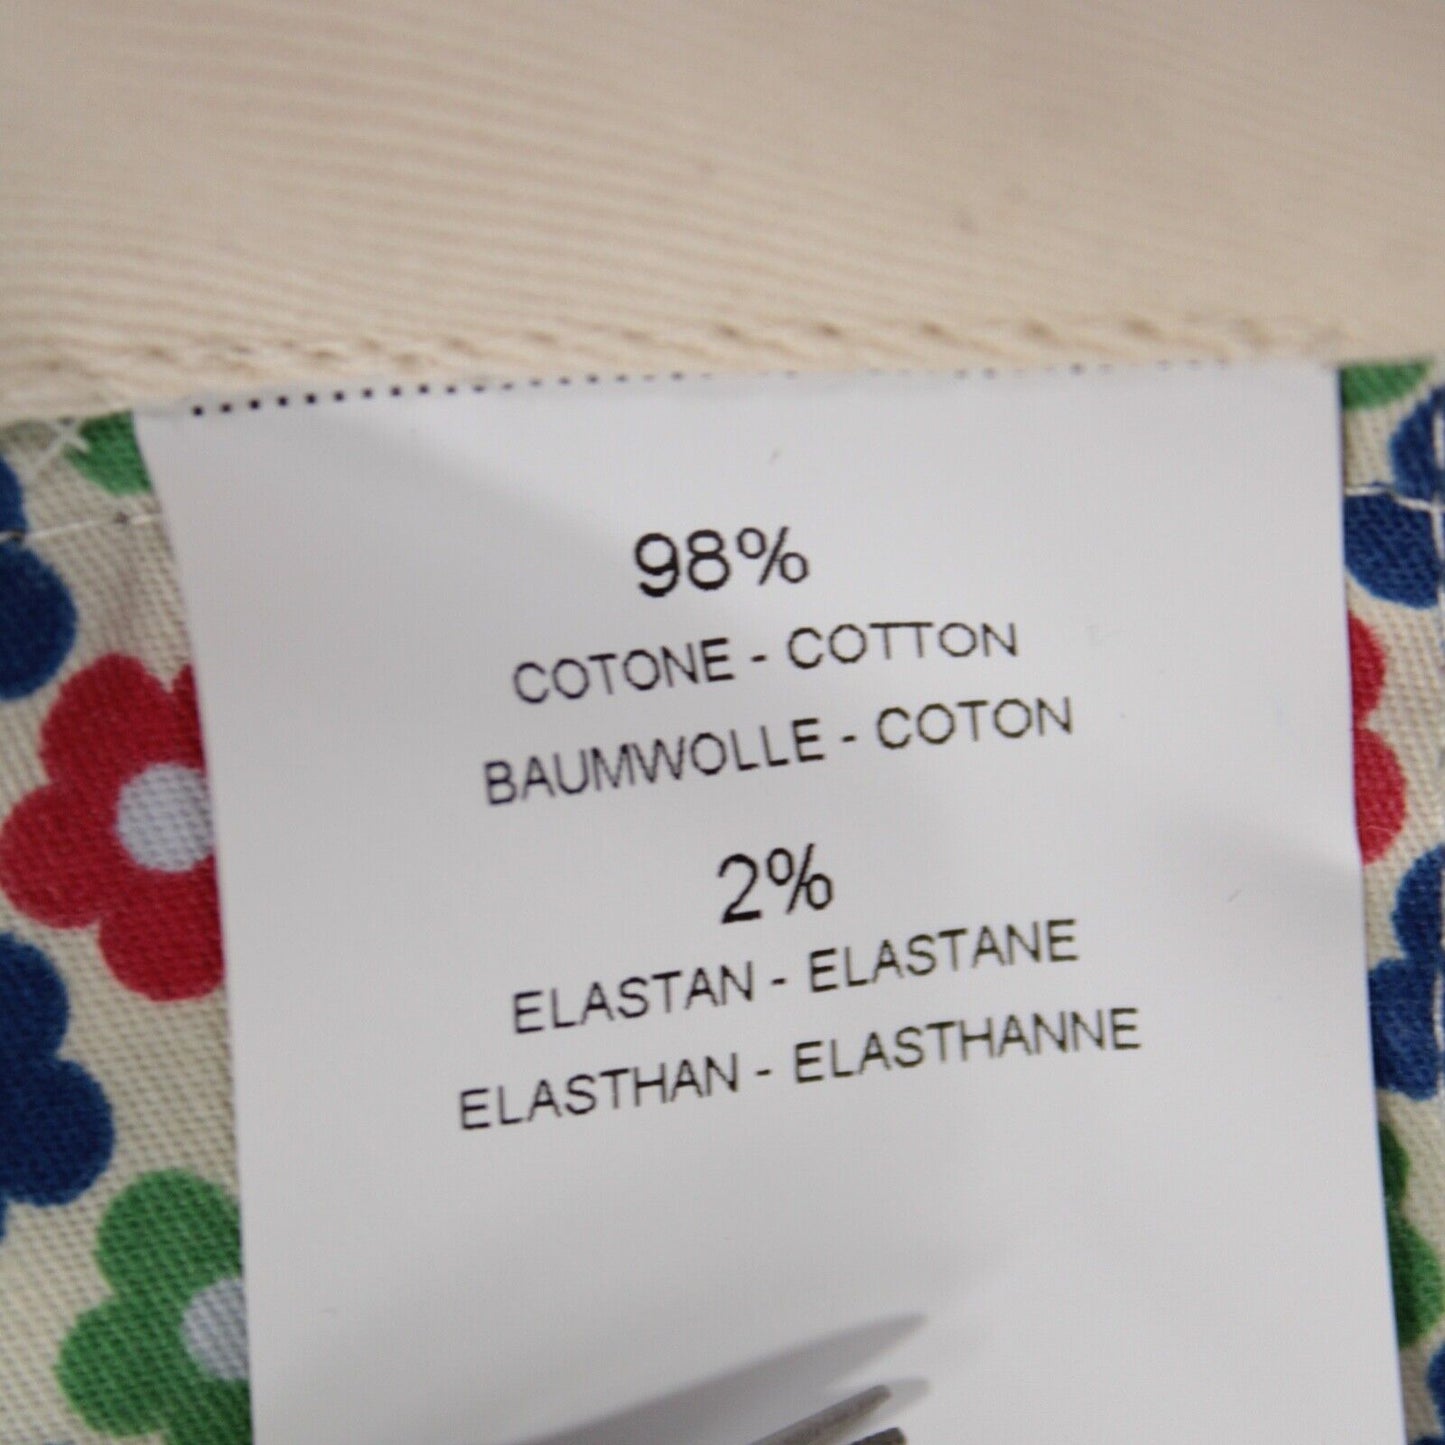 98%
COTONE - COTTON
BAUMWOLLE - COTON
2%
ELASTAN - ELASTANE
ELASTHAN - ELASTHANNE